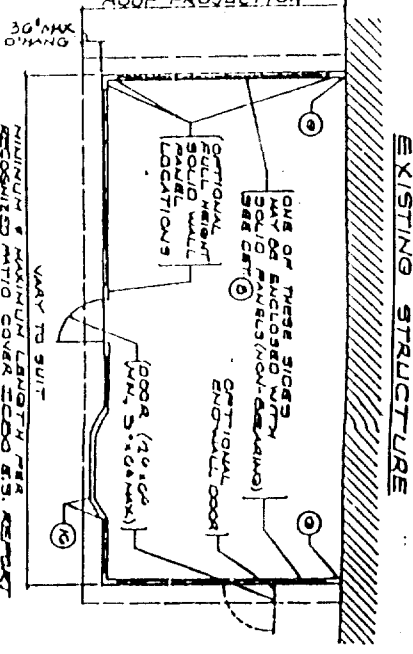 ROOF PROJECTION
36" MAX
O'HANG
EXISTING STRUCTURE
(OPTIONAL
FULL HEIGHT
SOLID WALL
PANEL
LOCATIONS)
(ONE OF THESE SIDES
MAY BE ENCLOSED WITH
SOLID PANELS (NON-BEARING)
SEE DET.
OPTIONAL
ENDWALL DOOR
(DOOR
VARY TO SUIT
MINIMUM & MAXIMUM LENGTH PER
RECOGNIZED PATIO COVER ICBO E.S. REPORT